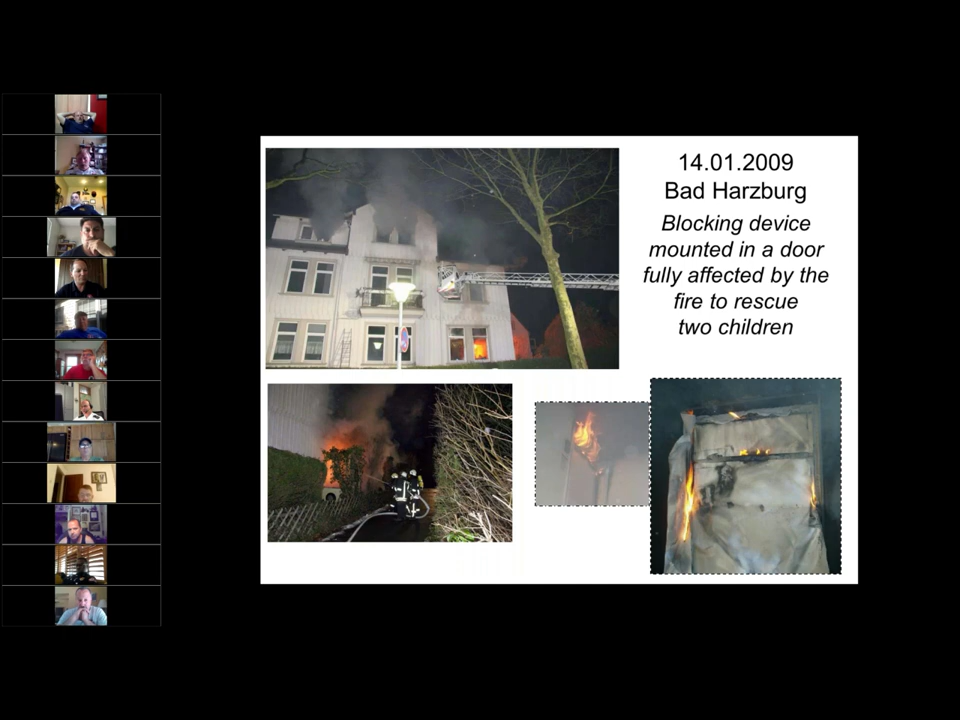 14.01.2009
Bad Harzburg
Blocking device
mounted in a door
fully affected by the
fire to rescue
two children